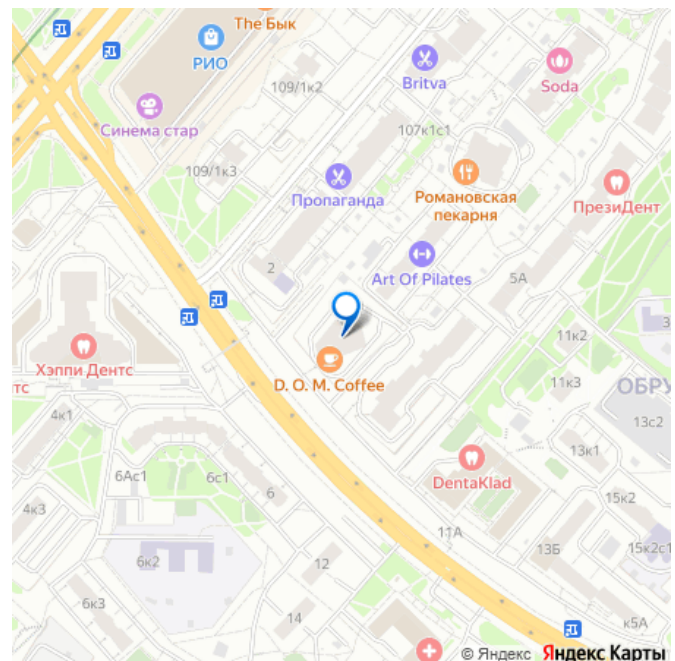 The Бык
РИО
109/1к2
Britva
Soda
Синема стар
107к1с1
109/1к3
Пропаганда
Романовская
пекарня
ПрезиДент
2
Art Of Pilates
5А
3
Хэппи Дентс
тс
D. O. M. Coffee
11к2
11к3
ОБРУ
4к1
13с2
6Ас1
6с1
6
DentaKlad
13к1
4к3
15к2
11А
6к2
12
13Б
15к2с1
6к3
14
к5А
© Яндекс Яндекс Карты